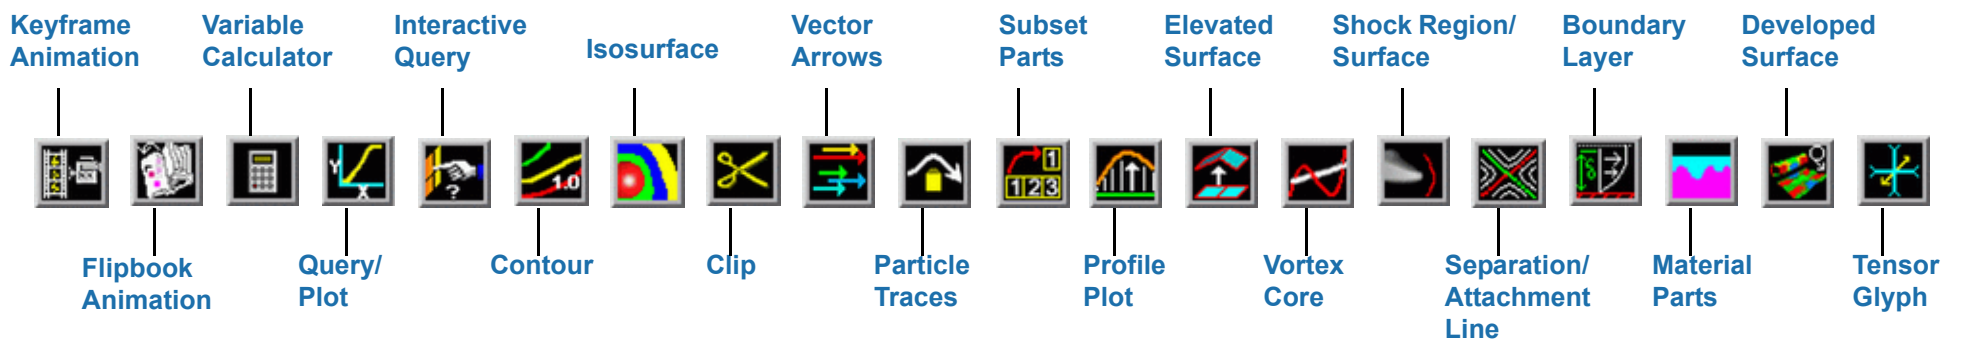 Keyframe
Animation
Variable
Calculator
Interactive
Query
Isosurface
Vector
Arrows
Subset
Parts
Elevated
Surface
Shock Region/
Surface
Boundary
Layer
Developed
Surface
Y
X
?
1.0
1
1 2 3
δ
Flipbook
Animation
Query/
Plot
Contour
Clip
Particle
Traces
Profile
Plot
Vortex
Core
Separation/
Attachment
Line
Material
Parts
Tensor
Glyph